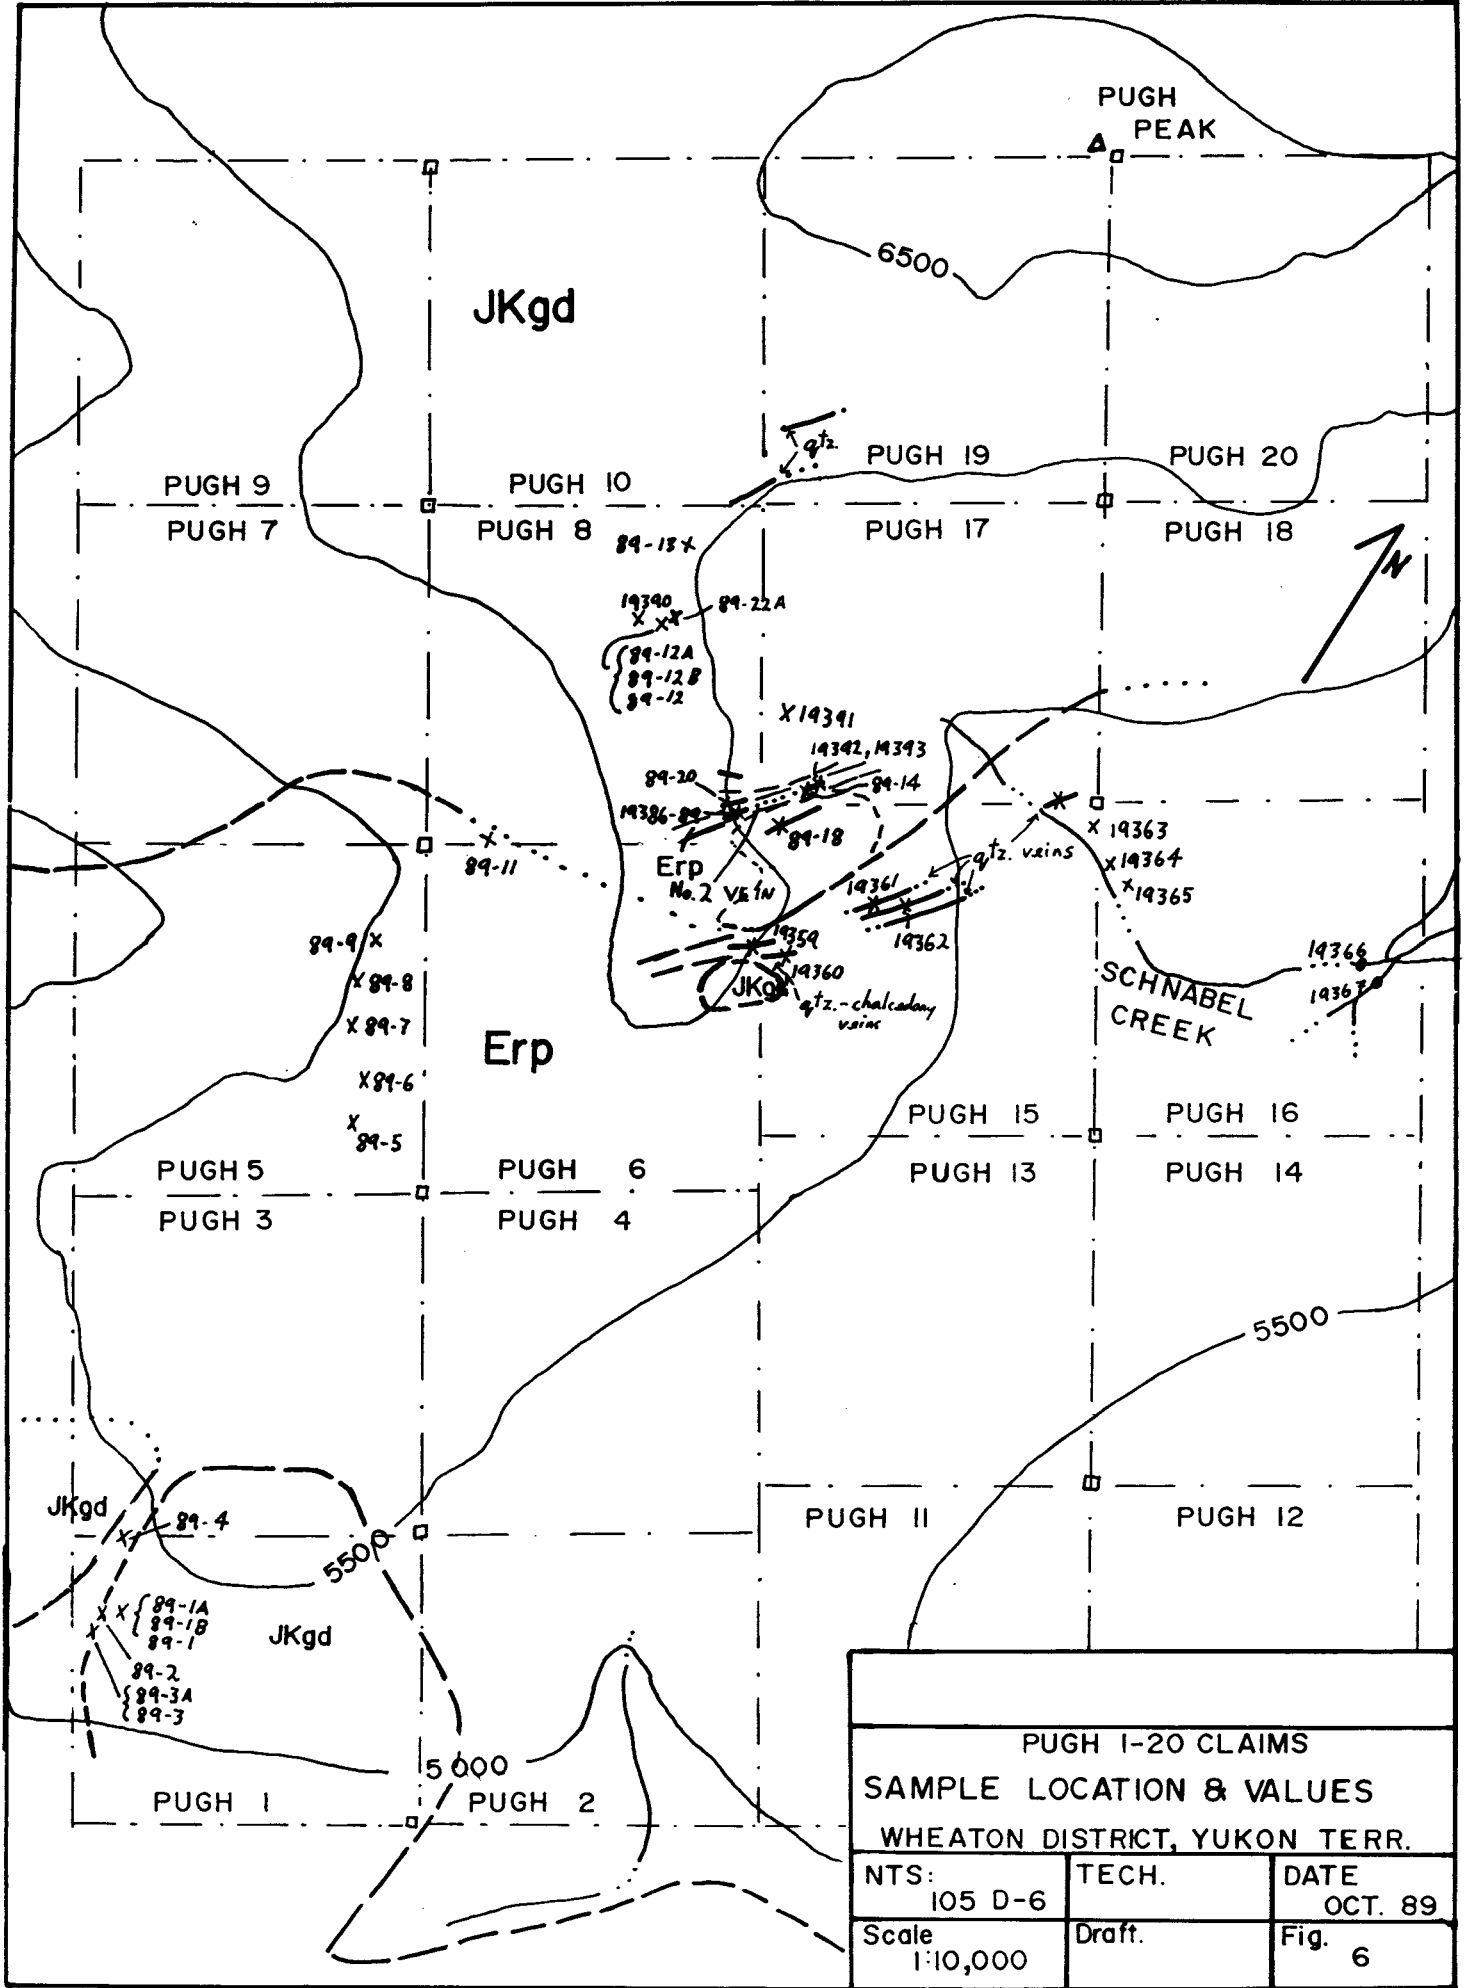 PUGH
PEAK
6500
JKgd
qtz.
PUGH 19
PUGH 20
PUGH 9
PUGH 10
PUGH 7
PUGH 8
PUGH 17
PUGH 18
89-13
N
19390
89-22A
89-12A
89-12B
89-12
19391
19392, 19393
89-20
89-14
19386-89
89-18
19363
qtz. veins
Erp
89-11
No. 2 VEIN
19361
19364
19365
19362
89-9
19359
19366
89-8
19360
JKgd
SCHNABEL
CREEK
19367
qtz.-chalcedony
veins
89-7
Erp
89-6
89-5
PUGH 15
PUGH 16
PUGH 5
PUGH 6
PUGH 13
PUGH 14
PUGH 3
PUGH 4
5500
JKgd
89-4
PUGH 11
PUGH 12
5500
89-1A
89-1B
89-1
JKgd
89-2
89-3A
89-3
5000
PUGH 1
PUGH 2
PUGH 1-20 CLAIMS
SAMPLE LOCATION & VALUES
WHEATON DISTRICT, YUKON TERR.
NTS:
105 D-6
TECH.
DATE
OCT. 89
Scale
1:10,000
Draft.
Fig.
6